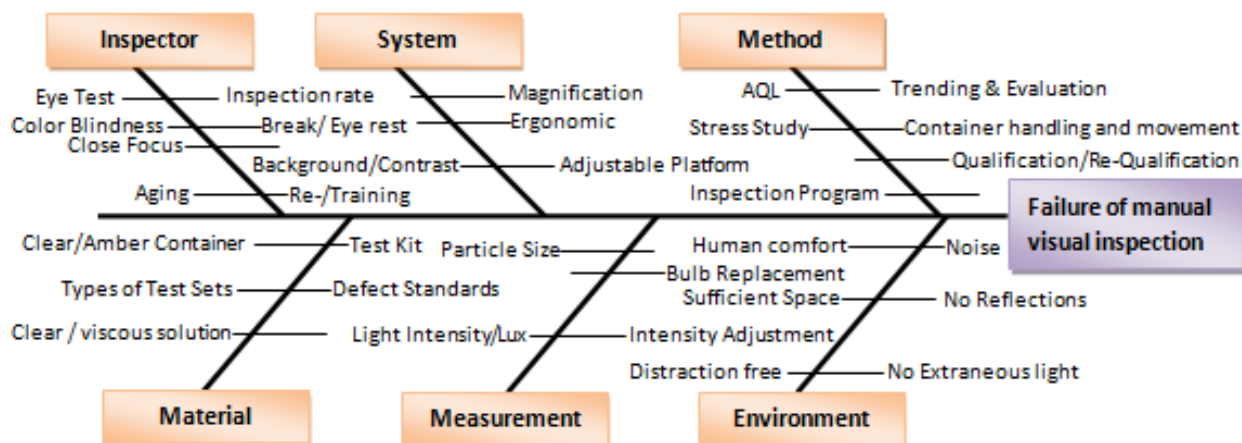 Inspector
System
Method
Eye Test
Inspection rate
Magnification
AQL
Trending & Evaluation
Color Blindness
Break/ Eye rest
Ergonomic
Stress Study
Container handling and movement
Close Focus
Background/Contrast
Adjustable Platform
Qualification/Re-Qualification
Aging
Re-/Training
Inspection Program
Failure of manual
visual inspection
Clear/Amber Container
Test Kit
Particle Size
Human comfort
Noise
Bulb Replacement
Types of Test Sets
Defect Standards
Sufficient Space
No Reflections
Clear / viscous solution
Light Intensity/Lux
Intensity Adjustment
Distraction free
No Extraneous light
Material
Measurement
Environment